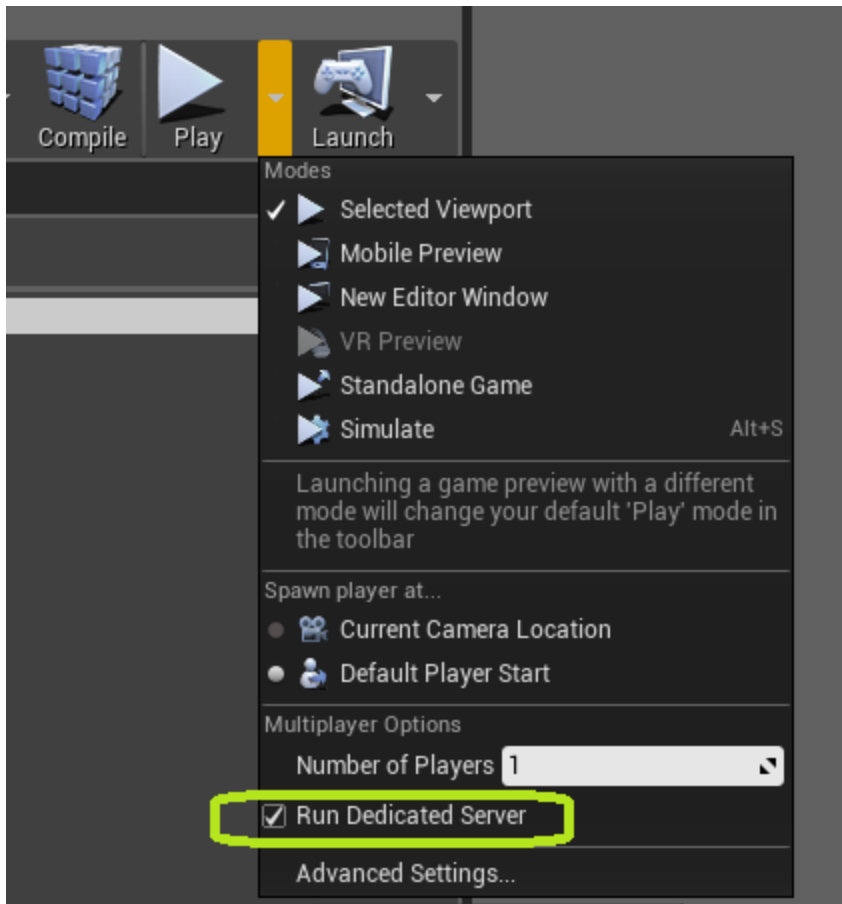 Compile Play Launch
Modes
Selected Viewport
Mobile Preview
New Editor Window
VR Preview
Standalone Game
Simulate Alt+S
Launching a game preview with a different
mode will change your default 'Play' mode in
the toolbar
Spawn player at...
Current Camera Location
Default Player Start
Multiplayer Options
Number of Players 1
Run Dedicated Server
Advanced Settings...